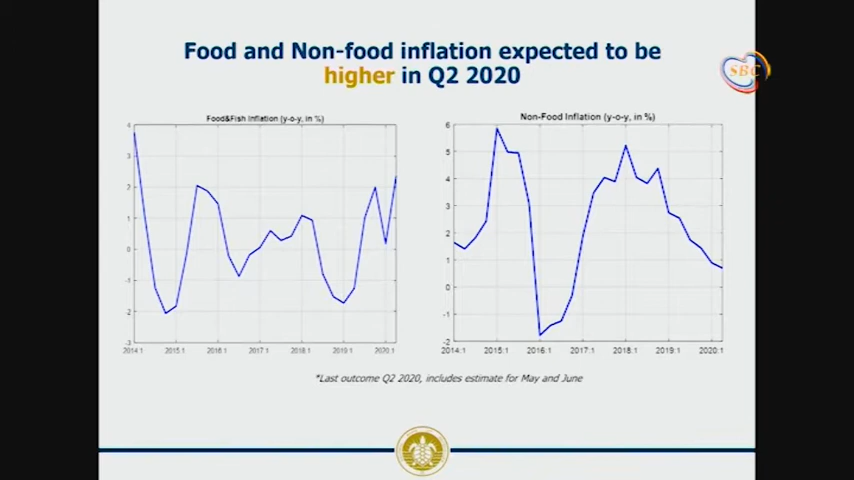 Food and Non-food inflation expected to be
higher in Q2 2020
SBC
Food&Fish Inflation (y-o-y, in %)
4
3
2
1
0
-1
-2
-3
2014:1 2015:1 2016:1 2017:1 2018:1 2019:1 2020:1
Non-Food Inflation (y-o-y, in %)
6
5
4
3
2
1
0
-1
-2
2014:1 2015:1 2016:1 2017:1 2018:1 2019:1 2020:1
*Last outcome Q2 2020, includes estimate for May and June